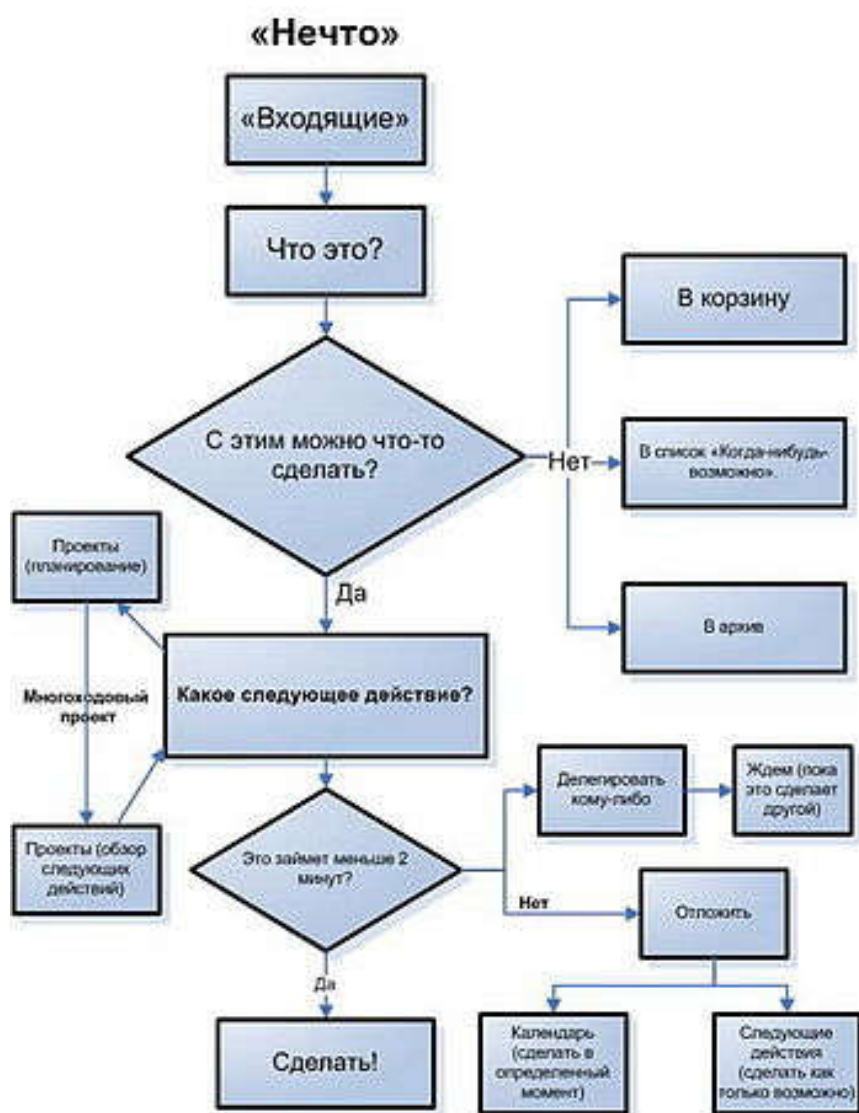 «Нечто»
«Входящие»
Что это?
В корзину
С этим можно что-то
сделать?
Нет
В список «Когда-нибудь-
возможно».
Проекты
(планирование)
Да
В архив
Какое следующее действие?
Многоходовый
проект
Делегировать
кому-либо
Ждем (пока
это сделает
другой)
Проекты (обзор
следующих
действий)
Это займет меньше 2
минут?
Нет
Отложить
Да
Сделать!
Календарь
(сделать в
определенный
момент)
Следующие
действия
(сделать как
только возможно)